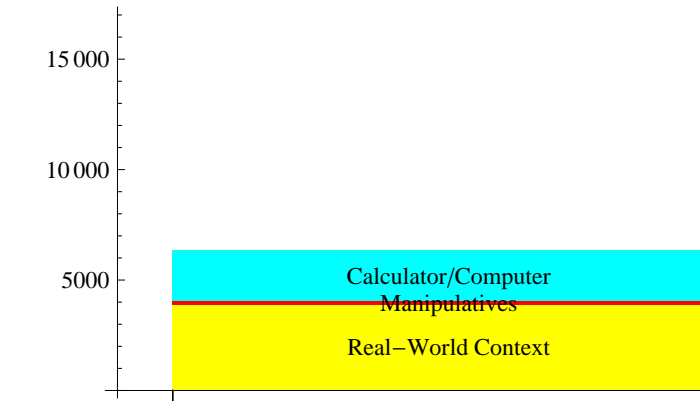 15 000
10 000
5000
Calculator/Computer
Manipulatives
Real−World Context